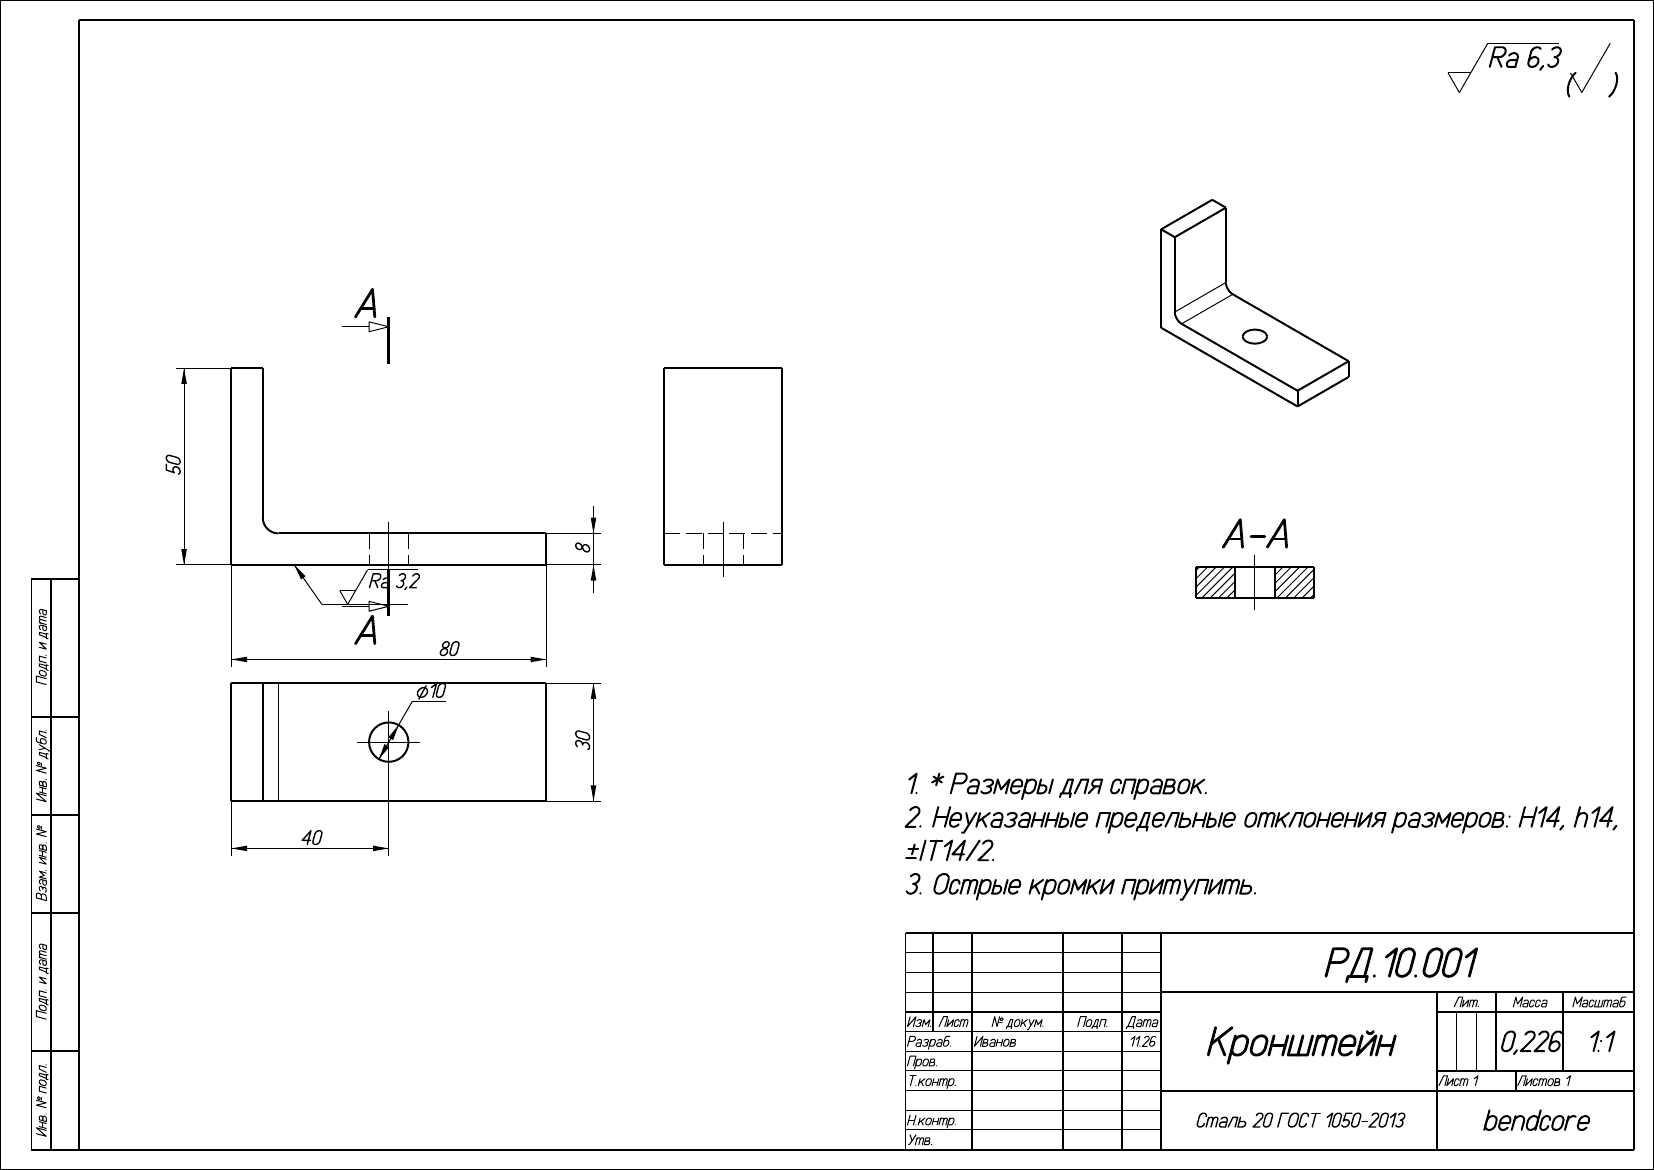 Ra 6,3
( )
A
50
8
Ra 3,2
A
80
⌀10
30
40
A-A
1. * Размеры для справок.
2. Неуказанные предельные отклонения размеров: H14, h14,
±IT14/2.
3. Острые кромки притупить.
РД.10.001
Лит. Масса Масштаб
Изм. Лист № докум. Подп. Дата
Разраб. Иванов 11.26
Кронштейн
0,226 1:1
Пров.
Т.контр.
Лист 1 Листов 1
Н.контр.
Сталь 20 ГОСТ 1050-2013
bendcore
Утв.
Подп. и дата
Инв. № дубл.
Взам. инв. №
Подп. и дата
Инв. № подл.